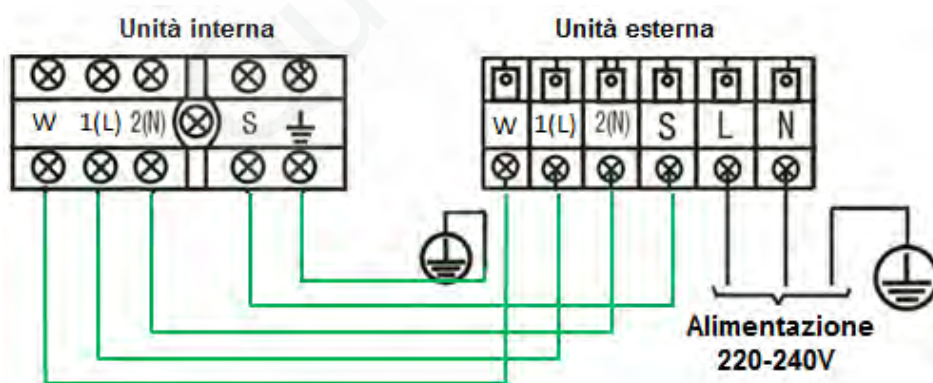 Unità interna
Unità esterna
W 1(L) 2(N) S
W 1(L) 2(N) S L N
Alimentazione
220-240V